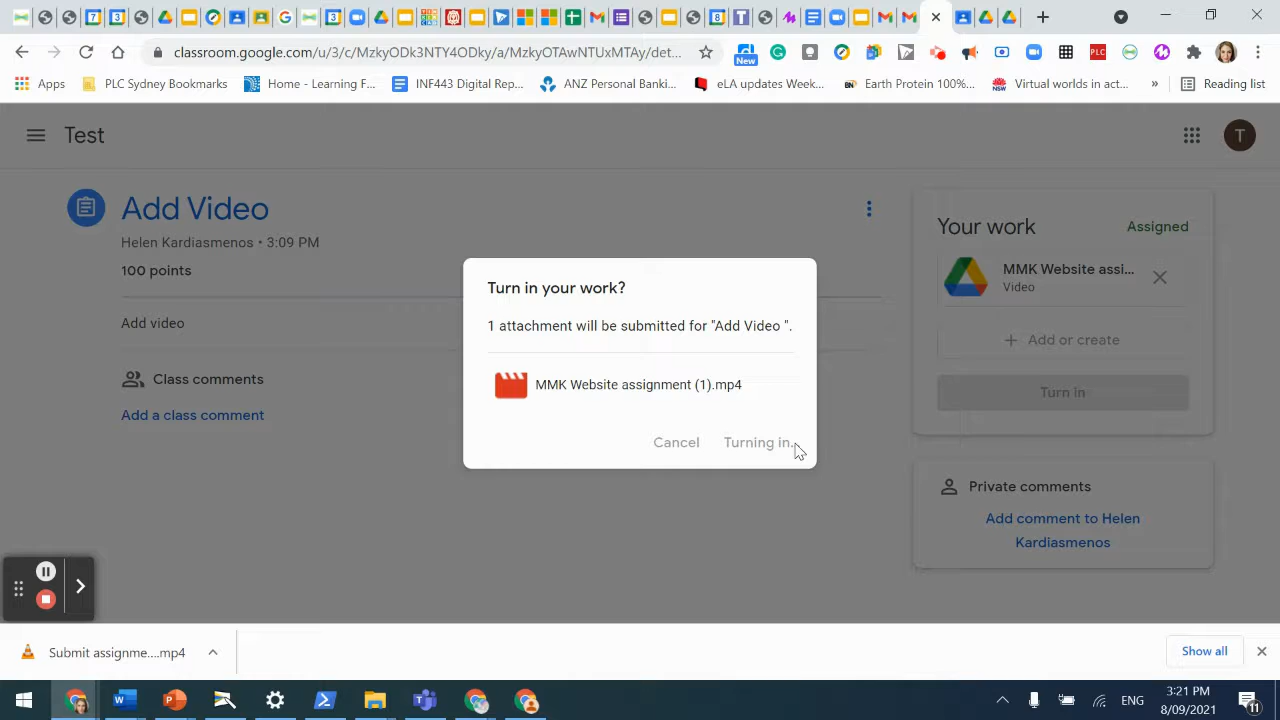 classroom.google.com/u/3/c/MzkyODk3NTY4ODky/a/MzkyOTAwNTUxMTAy/det...
New
PLC
Apps
PLC Sydney Bookmarks
Home - Learning F...
INF443 Digital Rep...
ANZ Personal Banki...
eLA updates Week...
BN
Earth Protein 100%...
NSW
Virtual worlds in act...
»
Reading list
Test
T
Add Video
Helen Kardiasmenos • 3:09 PM
100 points
Add video
Class comments
Add a class comment
Your work
Assigned
MMK Website assi...
Video
+ Add or create
Turn in
Private comments
Add comment to Helen
Kardiasmenos
Turn in your work?
1 attachment will be submitted for "Add Video ".
MMK Website assignment (1).mp4
Cancel
Turning in.
Submit assignme....mp4
Show all
ENG
3:21 PM
8/09/2021
11